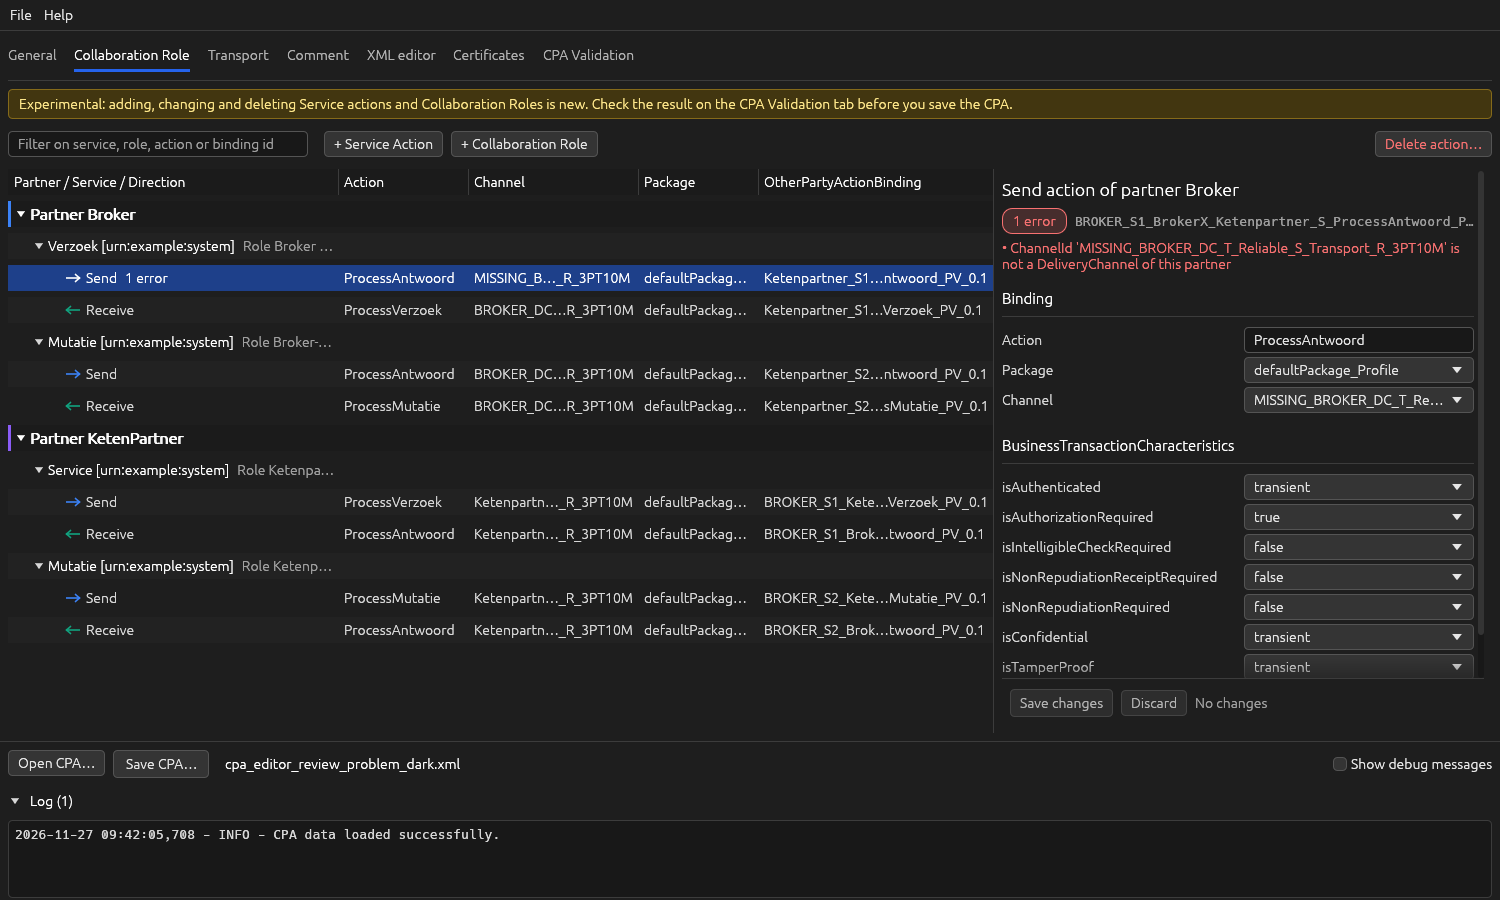 File Help
General Collaboration Role Transport Comment XML editor Certificates CPA Validation
Experimental: adding, changing and deleting Service actions and Collaboration Roles is new. Check the result on the CPA Validation tab before you save the CPA.
Filter on service, role, action or binding id + Service Action + Collaboration Role Delete action...
Partner / Service / Direction Action Channel Package OtherPartyActionBinding
Partner Broker
Verzoek [urn:example:system] Role Broker ...
→ Send 1 error ProcessAntwoord MISSING_B..._R_3PT10M defaultPackag... Ketenpartner_S1...ntwoord_PV_0.1
← Receive ProcessVerzoek BROKER_DC...R_3PT10M defaultPackag... Ketenpartner_S1...Verzoek_PV_0.1
Mutatie [urn:example:system] Role Broker-...
→ Send ProcessAntwoord BROKER_DC...R_3PT10M defaultPackag... Ketenpartner_S2...ntwoord_PV_0.1
← Receive ProcessMutatie BROKER_DC...R_3PT10M defaultPackag... Ketenpartner_S2...sMutatie_PV_0.1
Partner KetenPartner
Service [urn:example:system] Role Ketenpa...
→ Send ProcessVerzoek Ketenpartn..._R_3PT10M defaultPackag... BROKER_S1_Kete...Verzoek_PV_0.1
← Receive ProcessAntwoord Ketenpartn..._R_3PT10M defaultPackag... BROKER_S1_Brok...twoord_PV_0.1
Mutatie [urn:example:system] Role Ketenp...
→ Send ProcessMutatie Ketenpartn..._R_3PT10M defaultPackag... BROKER_S2_Kete...Mutatie_PV_0.1
← Receive ProcessAntwoord Ketenpartn..._R_3PT10M defaultPackag... BROKER_S2_Brok...twoord_PV_0.1
Send action of partner Broker
1 error BROKER_S1_BrokerX_Ketenpartner_S_ProcessAntwoord_P...
• ChannelId 'MISSING_BROKER_DC_T_Reliable_S_Transport_R_3PT10M' is
not a DeliveryChannel of this partner
Binding
Action ProcessAntwoord
Package defaultPackage_Profile
Channel MISSING_BROKER_DC_T_Re...
BusinessTransactionCharacteristics
isAuthenticated transient
isAuthorizationRequired true
isIntelligibleCheckRequired false
isNonRepudiationReceiptRequired false
isNonRepudiationRequired false
isConfidential transient
isTamperProof transient
Save changes Discard No changes
Open CPA... Save CPA... cpa_editor_review_problem_dark.xml Show debug messages
Log (1)
2026-11-27 09:42:05,708 - INFO - CPA data loaded successfully.